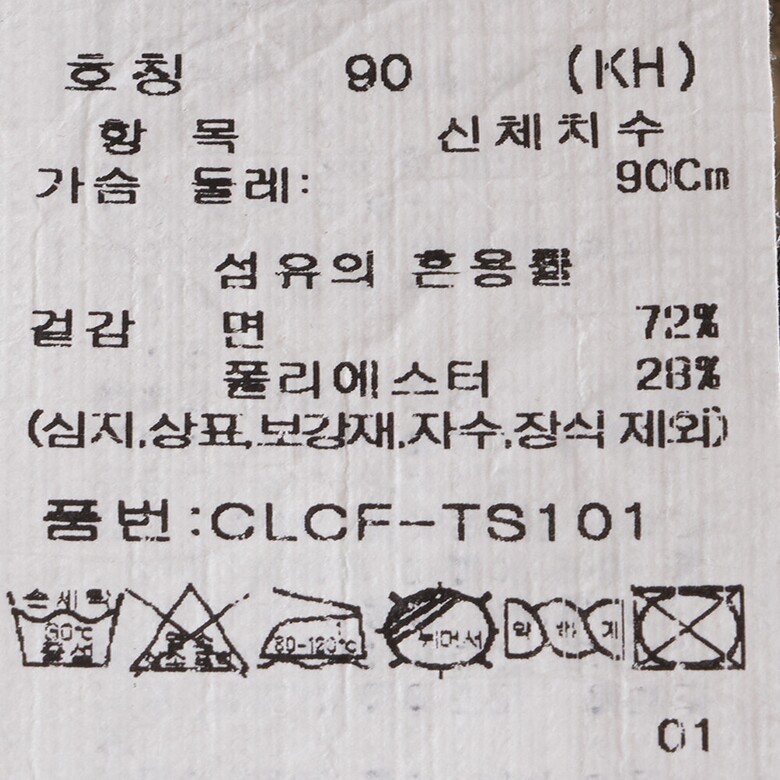 호칭 90 (KH)
항 목 신체치수
가슴 둘레: 90Cm
섬유의 혼용률
겉감 면 72%
폴리에스터 28%
(심지,상표,보강재,자수,장식 제외)
품번:CLCF-TS101
손세탁
30℃
중성
80-120℃
뉘어서
약 하 게
01